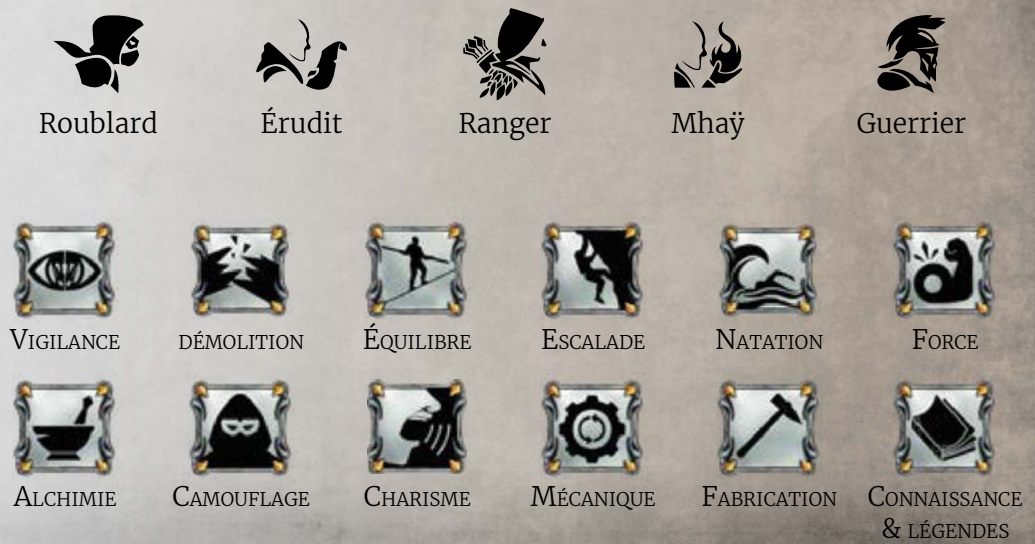 Roublard Érudit Ranger Mhaÿ Guerrier
Vigilance démolition Équilibre Escalade Natation Force
Alchimie Camouflage Charisme Mécanique Fabrication Connaissance
& légendes